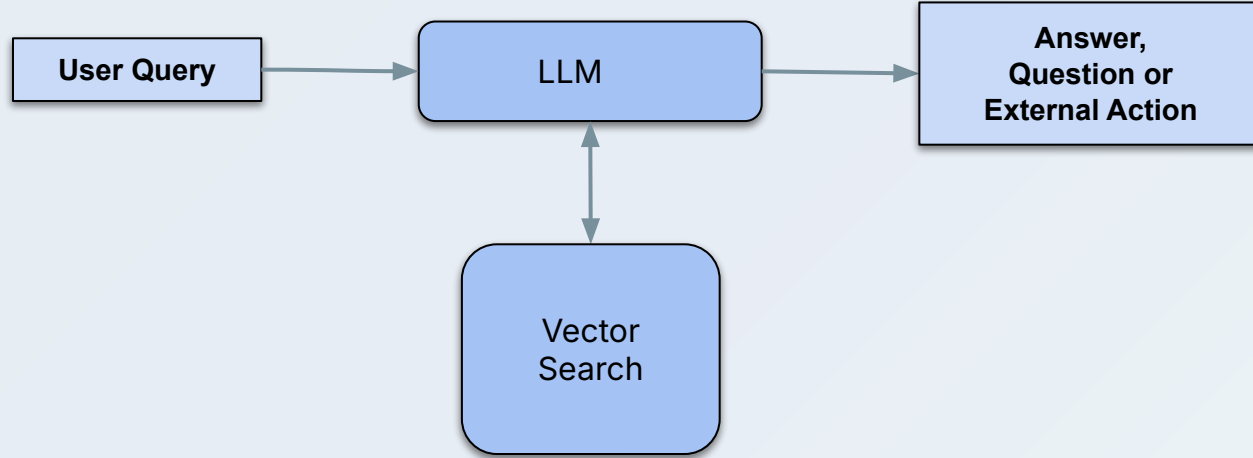 User Query
LLM
Answer,
Question or
External Action
Vector
Search